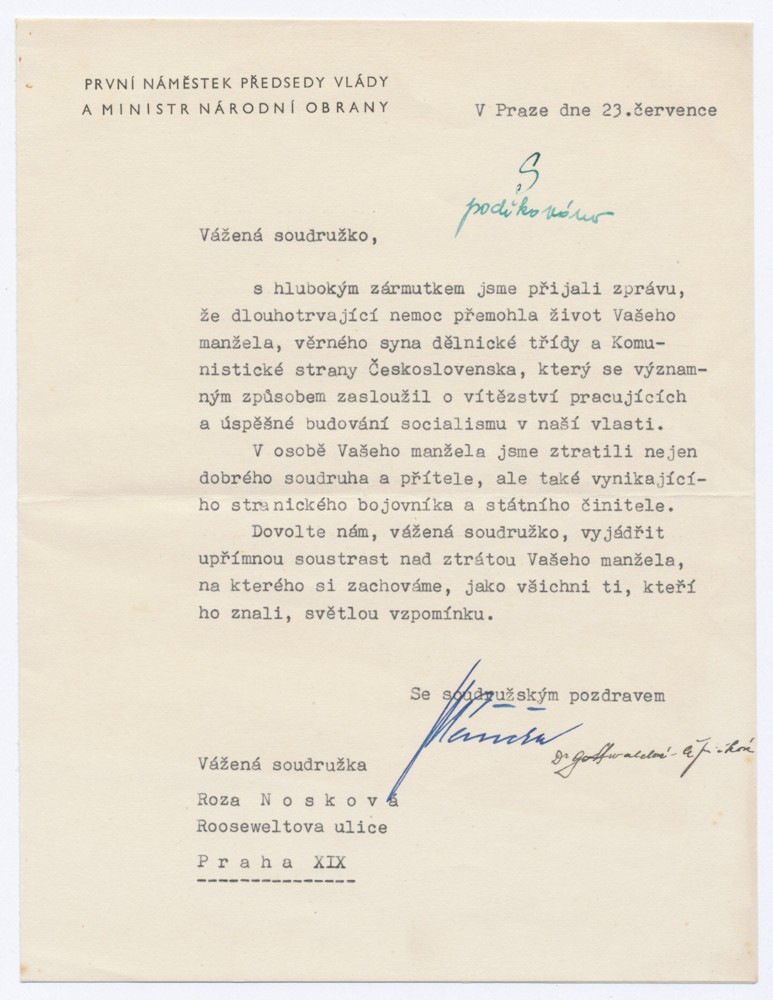 PRVNÍ NÁMĚSTEK PŘEDSEDY VLÁDY
A MINISTR NÁRODNÍ OBRANY
V Praze dne 23.července
poděkováno
Vážená soudružko,
s hlubokým zármutkem jsme přijali zprávu,
že dlouhotrvající nemoc přemohla život Vašeho
manžela, věrného syna dělnické třídy a Komu-
nistické strany Československa, který se význam-
ným způsobem zasloužil o vítězství pracujících
a úspěšné budování socialismu v naší vlasti.
V osobě Vašeho manžela jsme ztratili nejen
dobrého soudruha a přítele, ale také vynikající-
ho stranického bojovníka a státního činitele.
Dovolte nám, vážená soudružko, vyjádřit
upřímnou soustrast nad ztrátou Vašeho manžela,
na kterého si zachováme, jako všichni ti, kteří
ho znali, světlou vzpomínku.
Se soudružským pozdravem
Dr Gottwaldová-Čepičková
Vážená soudružka
Roza Nosková
Rooseweltova ulice
Praha XIX